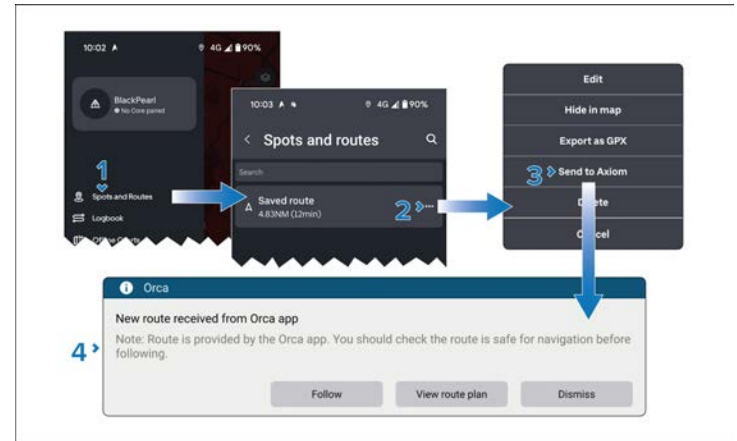 10:02
4G 90%
BlackPearl
No Core paired
1
Spots and Routes
Logbook
10:03
4G 90%
Spots and routes
Search
Saved route
4.83NM (12min)
2
Edit
Hide in map
Export as GPX
3 Send to Axiom
Orca
New route received from Orca app
4
Note: Route is provided by the Orca app. You should check the route is safe for navigation before
following.
Follow View route plan Dismiss